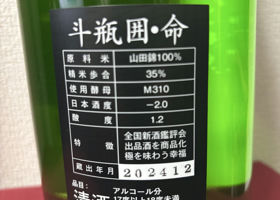 斗瓶囲・命
原料米 山田錦100%
精米歩合 35%
使用酵母 M310
日本酒度 -2.0
酸度 1.2
特徴 全国新酒鑑評会
出品酒を商品化
極を味わう幸福
蔵出年月 202412
品目:
清酒
アルコール分
17度以上18度未満